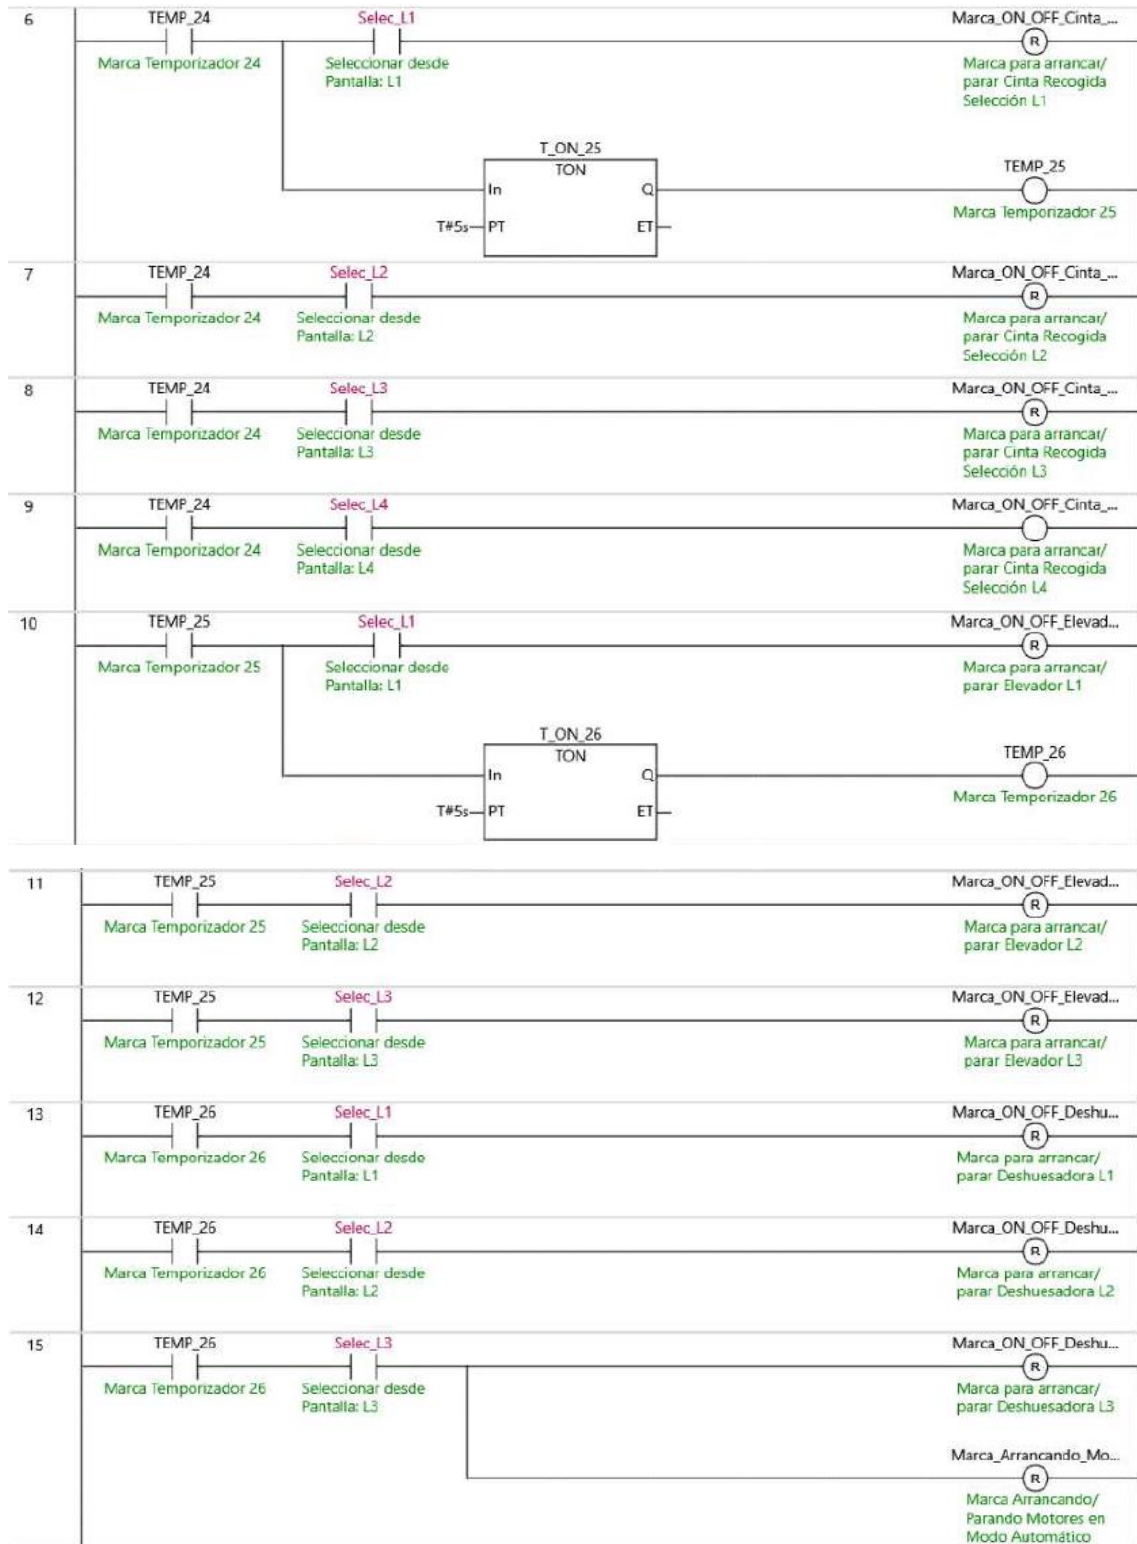 6
TEMP_24
Selec_L1
Marca_ON_OFF_Cinta_...
R
Marca Temporizador 24
Seleccionar desde
Pantalla: L1
Marca para arrancar/
parar Cinta Recogida
Selección L1
T_ON_25
TON
TEMP_25
In
Q
Marca Temporizador 25
T#5s
PT
ET
7
TEMP_24
Selec_L2
Marca_ON_OFF_Cinta_...
R
Marca Temporizador 24
Seleccionar desde
Pantalla: L2
Marca para arrancar/
parar Cinta Recogida
Selección L2
8
TEMP_24
Selec_L3
Marca_ON_OFF_Cinta_...
R
Marca Temporizador 24
Seleccionar desde
Pantalla: L3
Marca para arrancar/
parar Cinta Recogida
Selección L3
9
TEMP_24
Selec_L4
Marca_ON_OFF_Cinta_...
Marca Temporizador 24
Seleccionar desde
Pantalla: L4
Marca para arrancar/
parar Cinta Recogida
Selección L4
10
TEMP_25
Selec_L1
Marca_ON_OFF_Elevad...
R
Marca Temporizador 25
Seleccionar desde
Pantalla: L1
Marca para arrancar/
parar Elevador L1
T_ON_26
TON
TEMP_26
In
Q
Marca Temporizador 26
T#5s
PT
ET
11
TEMP_25
Selec_L2
Marca_ON_OFF_Elevad...
R
Marca Temporizador 25
Seleccionar desde
Pantalla: L2
Marca para arrancar/
parar Elevador L2
12
TEMP_25
Selec_L3
Marca_ON_OFF_Elevad...
R
Marca Temporizador 25
Seleccionar desde
Pantalla: L3
Marca para arrancar/
parar Elevador L3
13
TEMP_26
Selec_L1
Marca_ON_OFF_Deshu...
R
Marca Temporizador 26
Seleccionar desde
Pantalla: L1
Marca para arrancar/
parar Deshuesadora L1
14
TEMP_26
Selec_L2
Marca_ON_OFF_Deshu...
R
Marca Temporizador 26
Seleccionar desde
Pantalla: L2
Marca para arrancar/
parar Deshuesadora L2
15
TEMP_26
Selec_L3
Marca_ON_OFF_Deshu...
R
Marca Temporizador 26
Seleccionar desde
Pantalla: L3
Marca para arrancar/
parar Deshuesadora L3
Marca_Arrancando_Mo...
R
Marca Arrancando/
Parando Motores en
Modo Automático